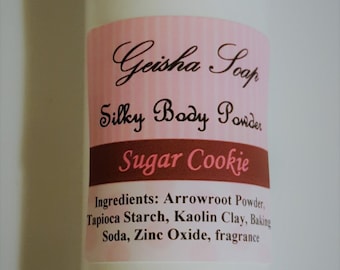 Geisha Soap
Silky Body Powder
Sugar Cookie
Ingredients: Arrowroot Powder,
Tapioca Starch, Kaolin Clay, Baking
Soda, Zinc Oxide, fragrance